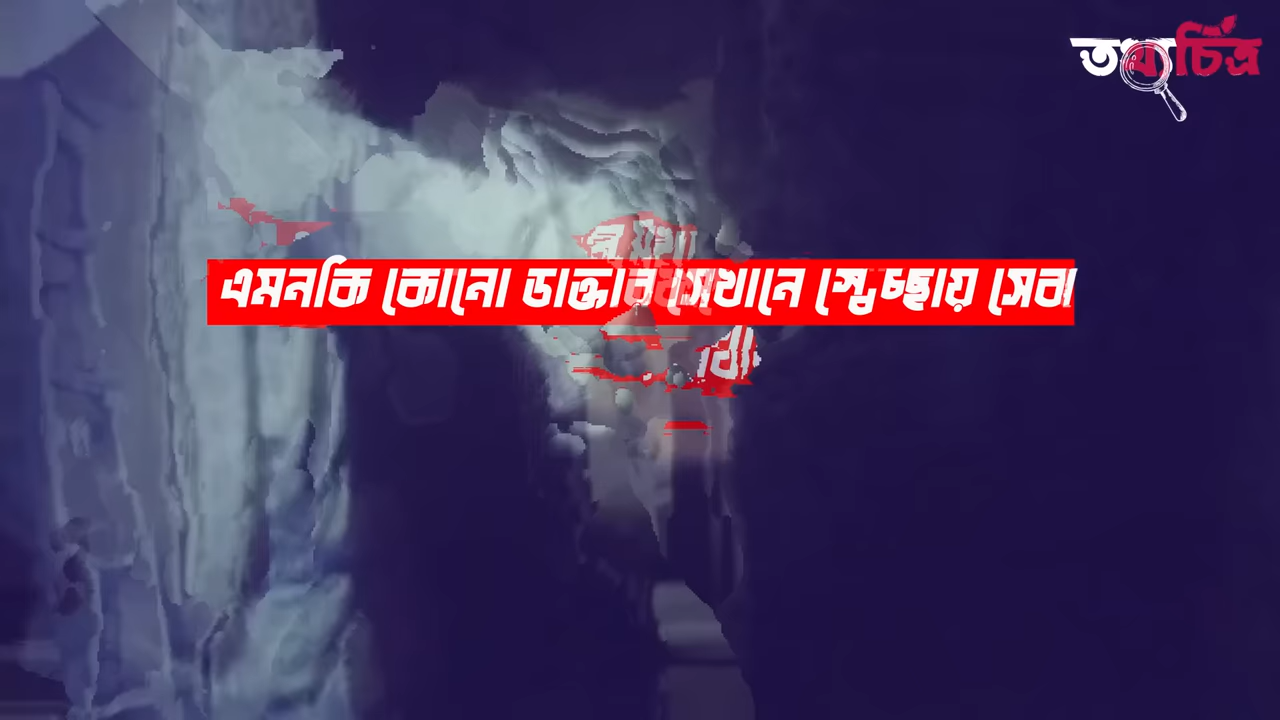 তথ্যচিত্র
এমনকি কোনো ডাক্তার সেখানে স্বেচ্ছায় সেবা